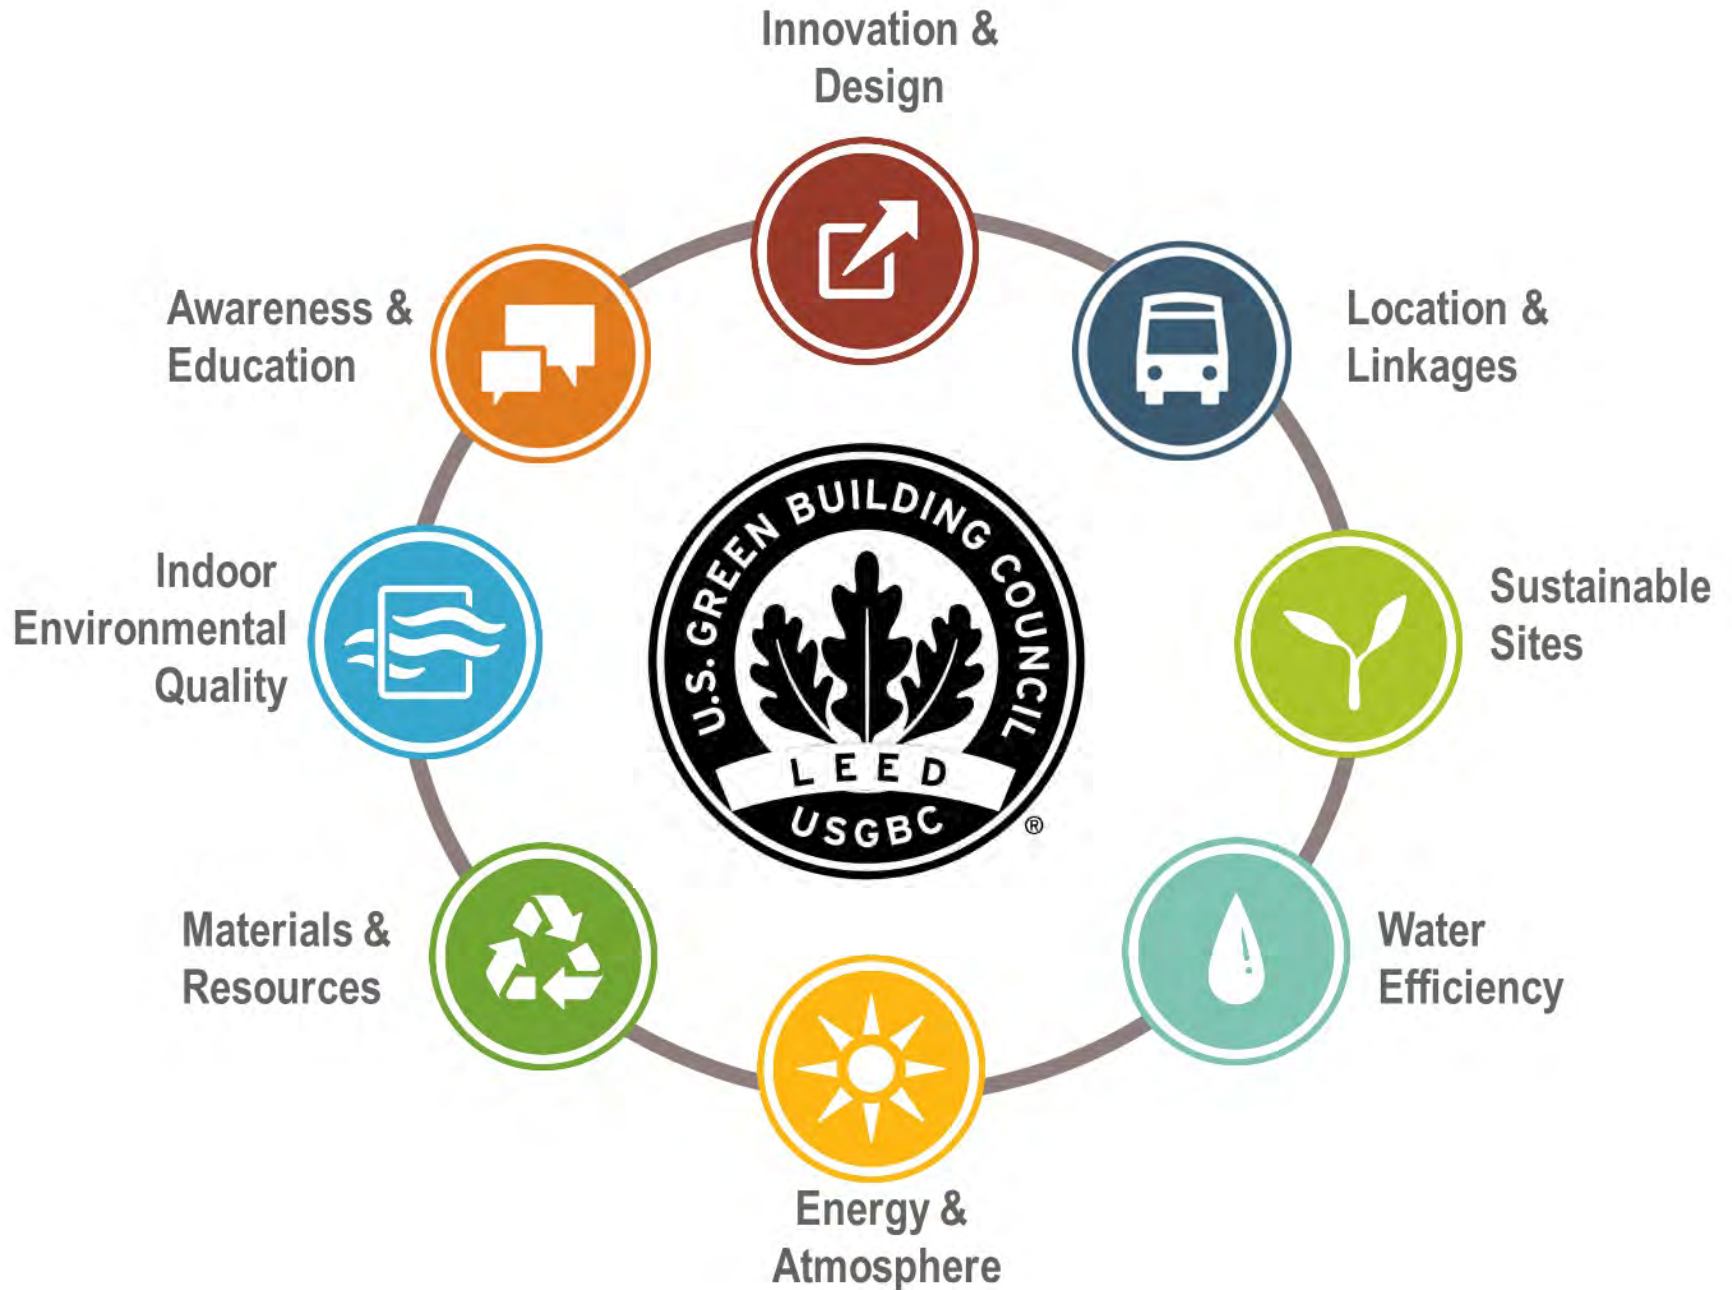 Innovation &
Design
Location &
Linkages
Sustainable
Sites
Water
Efficiency
Energy &
Atmosphere
Materials &
Resources
Indoor
Environmental
Quality
Awareness &
Education
U.S. GREEN BUILDING COUNCIL
LEED
USGBC
®